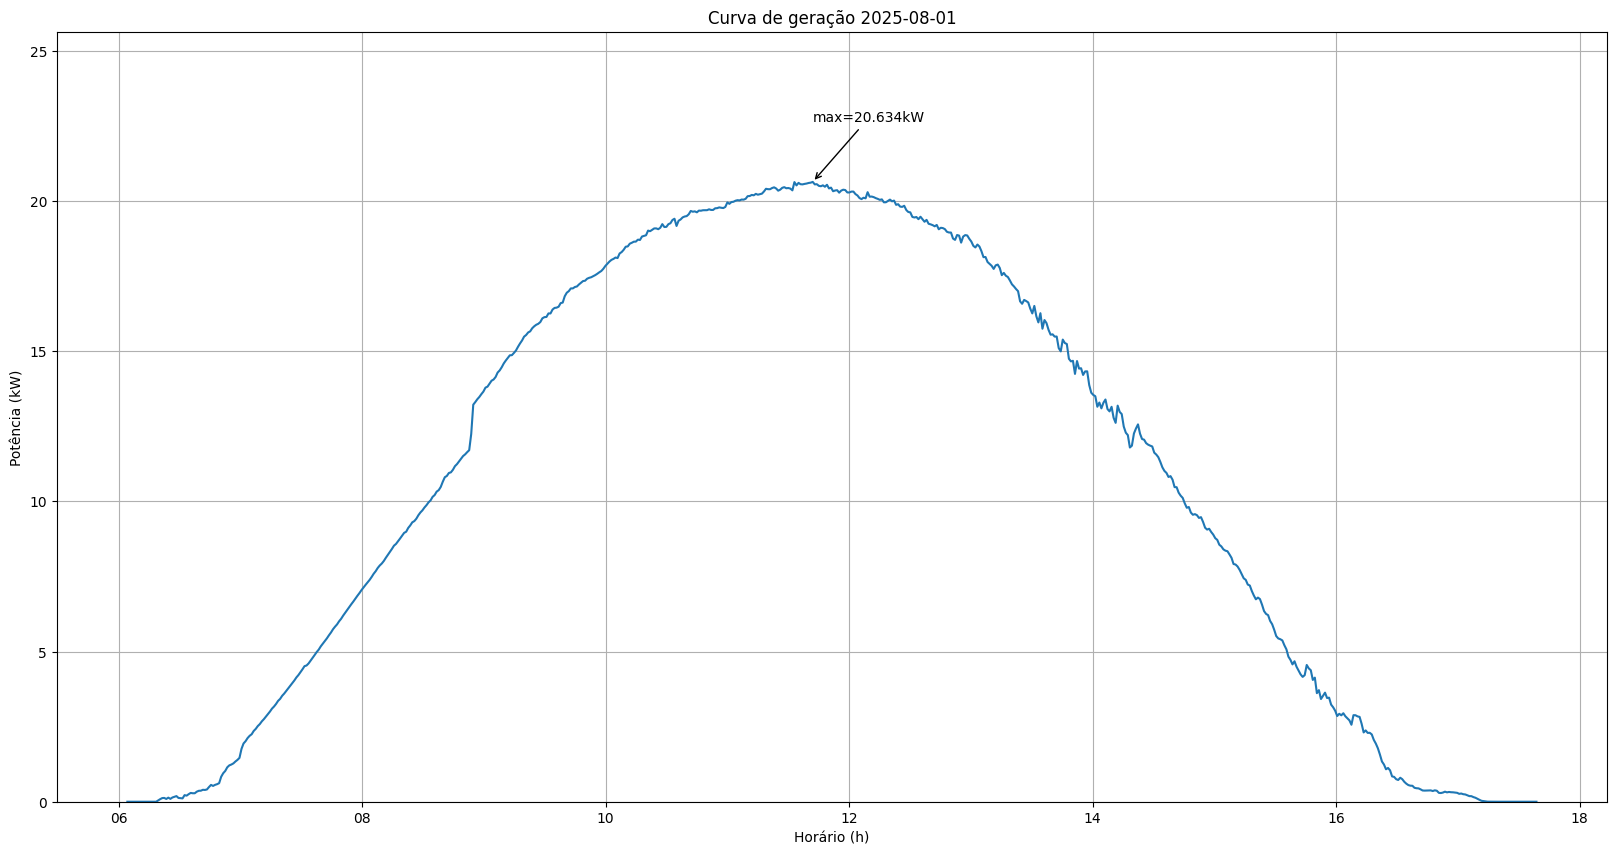 Curva de geração 2025-08-01
25
max=20.634kW
20
15
Potência (kW)
10
5
0
06 08 10 12 14 16 18
Horário (h)